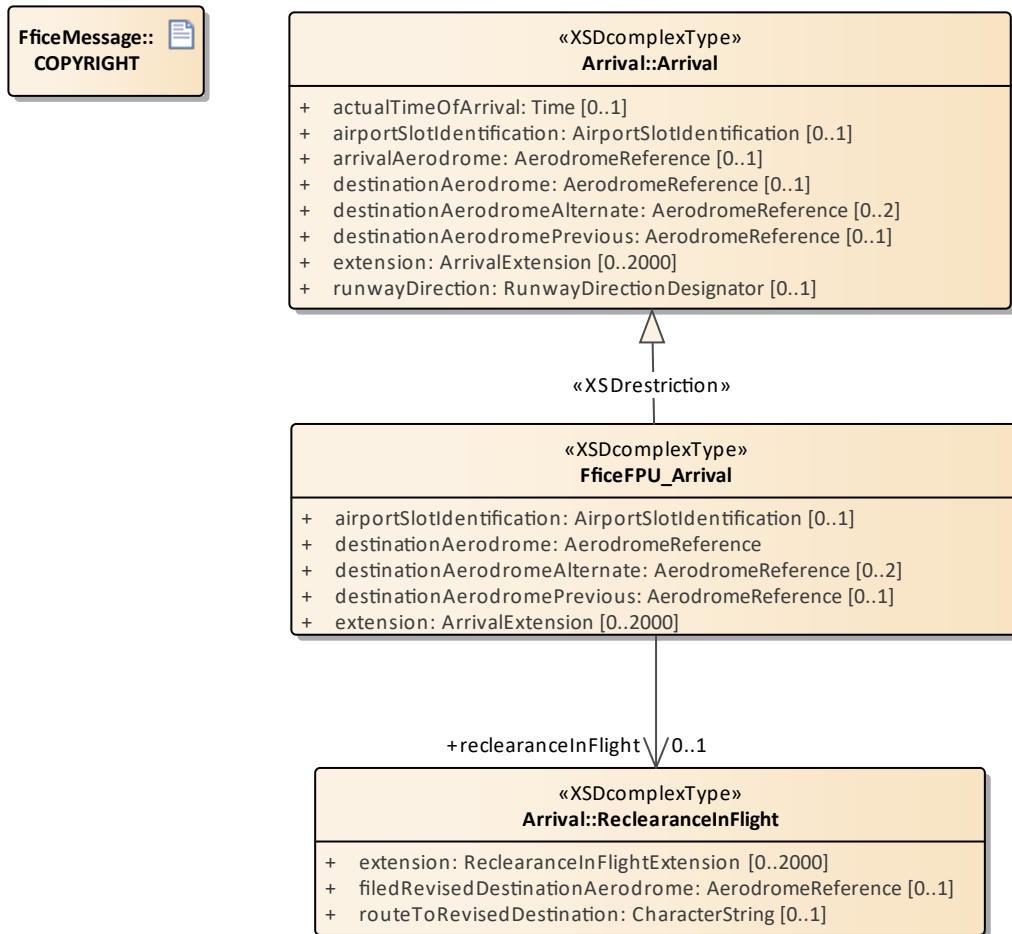 FficeMessage::
COPYRIGHT
«XSDcomplexType»
Arrival::Arrival
+ actualTimeOfArrival: Time [0..1]
+ airportSlotIdentification: AirportSlotIdentification [0..1]
+ arrivalAerodrome: AerodromeReference [0..1]
+ destinationAerodrome: AerodromeReference [0..1]
+ destinationAerodromeAlternate: AerodromeReference [0..2]
+ destinationAerodromePrevious: AerodromeReference [0..1]
+ extension: ArrivalExtension [0..2000]
+ runwayDirection: RunwayDirectionDesignator [0..1]
«XSDrestriction»
«XSDcomplexType»
FficeFPU_Arrival
+ airportSlotIdentification: AirportSlotIdentification [0..1]
+ destinationAerodrome: AerodromeReference
+ destinationAerodromeAlternate: AerodromeReference [0..2]
+ destinationAerodromePrevious: AerodromeReference [0..1]
+ extension: ArrivalExtension [0..2000]
+reclearanceInFlight 0..1
«XSDcomplexType»
Arrival::ReclearanceInFlight
+ extension: ReclearanceInFlightExtension [0..2000]
+ filedRevisedDestinationAerodrome: AerodromeReference [0..1]
+ routeToRevisedDestination: CharacterString [0..1]